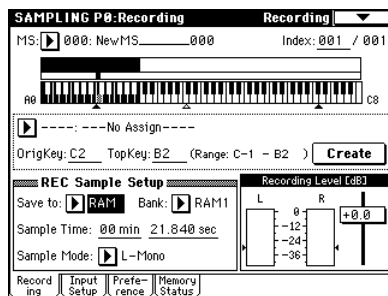 SAMPLING P0:Recording Recording
MS: 000: NewMS______000 Index: 001 / 001
A0 C8
----: ---No Assign----
OrigKey: C2 TopKey: B2 (Range: C-1 - B2 ) Create
REC Sample Setup
Save to: RAM Bank: RAM1
Sample Time: 00 min 21.840 sec
Sample Mode: L-Mono
Recording Level [dB]
L R
0
+0.0
-12
-24
-36
Record ing Input Setup Prefe- rence Memory Status